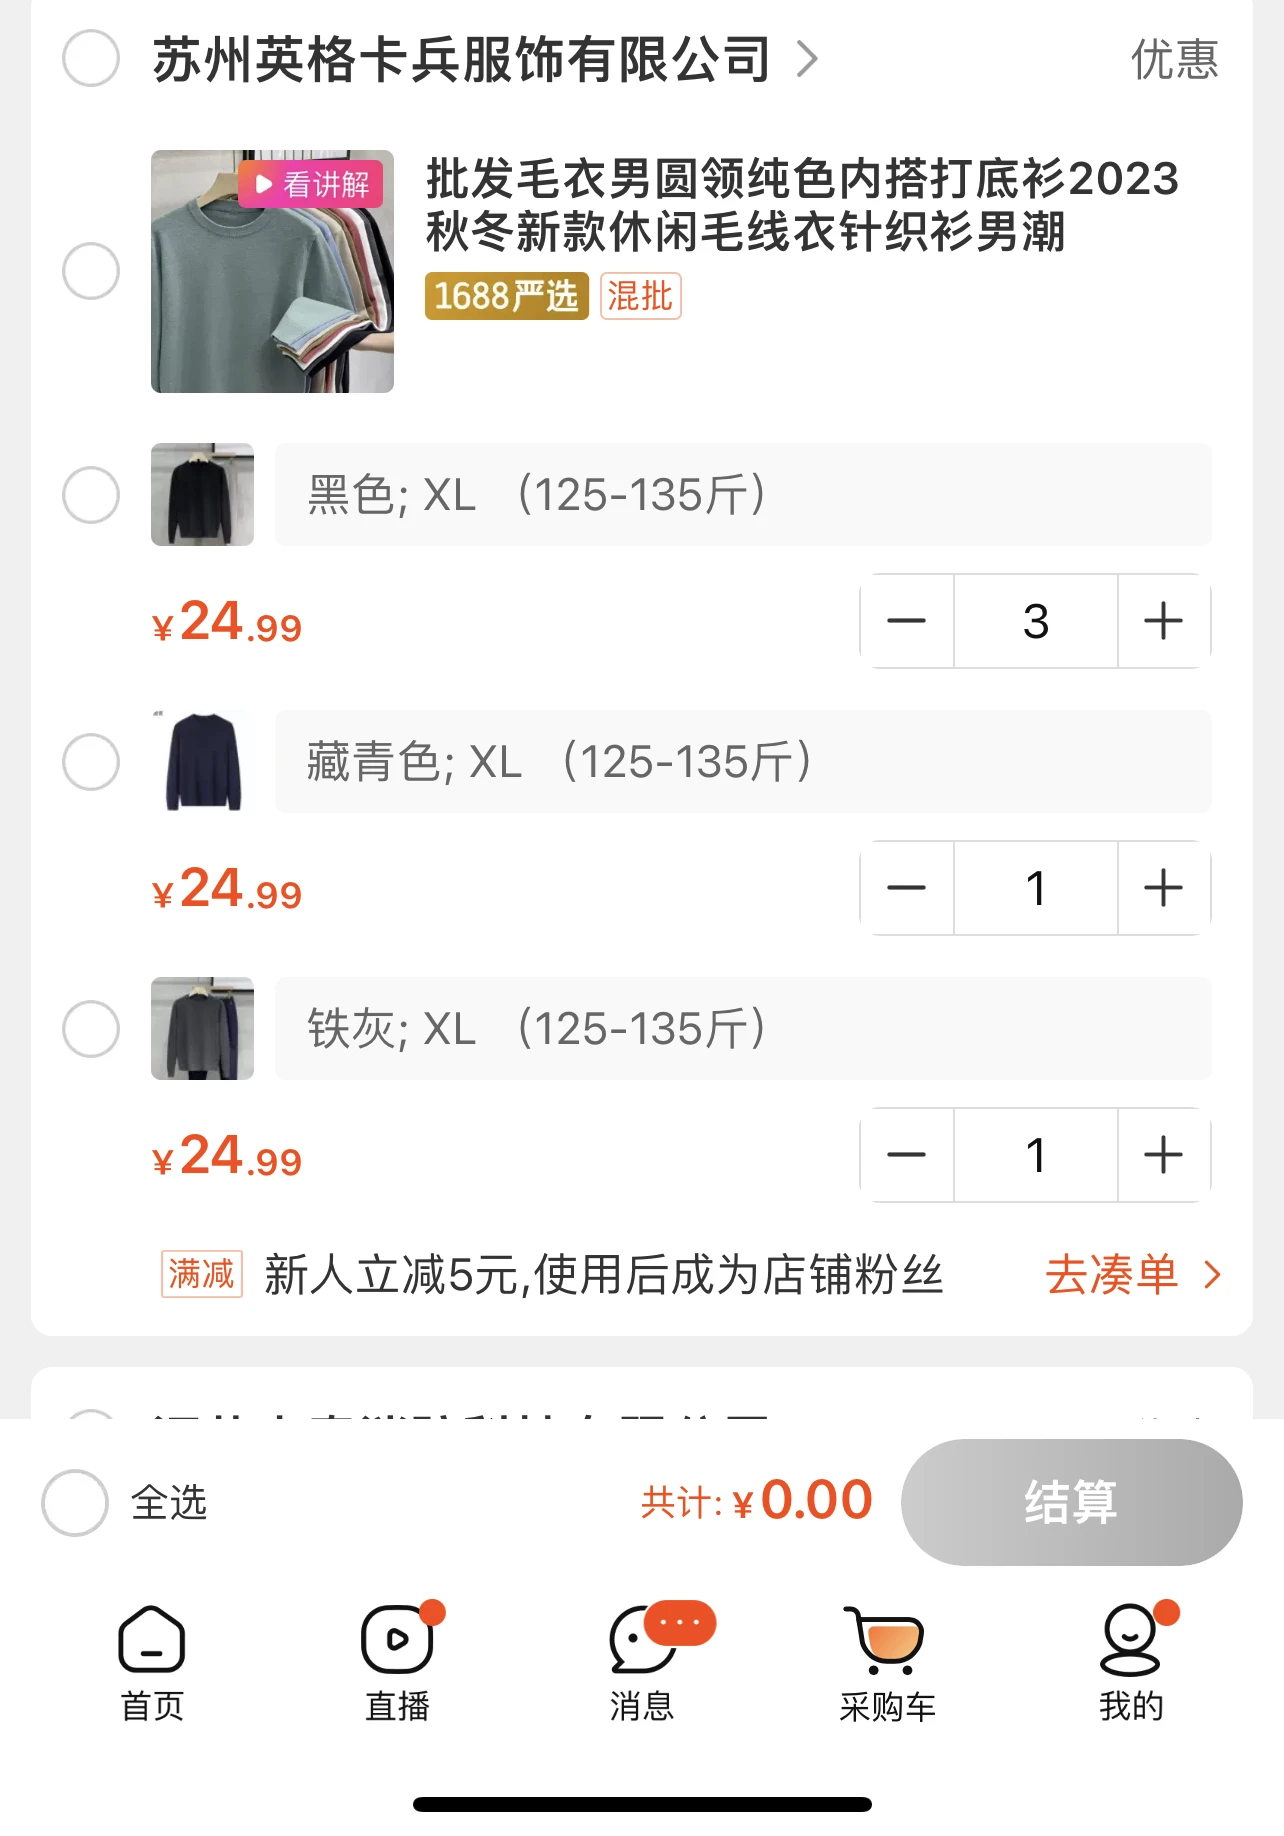 苏州英格卡兵服饰有限公司
优惠
看讲解
批发毛衣男圆领纯色内搭打底衫2023
秋冬新款休闲毛线衣针织衫男潮
1688严选 混批
黑色; XL （125-135斤）
¥24.99
3
藏青色; XL （125-135斤）
¥24.99
1
铁灰; XL （125-135斤）
¥24.99
1
满减 新人立减5元,使用后成为店铺粉丝 去凑单
全选
共计: ¥0.00
结算
首页
直播
消息
采购车
我的